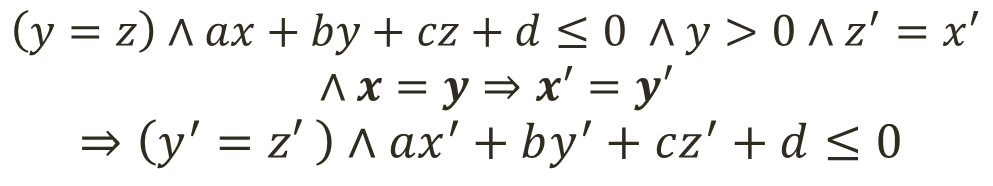 (y = z) ∧ ax + by + cz + d ≤ 0 ∧ y > 0 ∧ z′ = x′
∧ x = y ⇒ x′ = y′
⇒ (y′ = z′ ) ∧ ax′ + by′ + cz′ + d ≤ 0